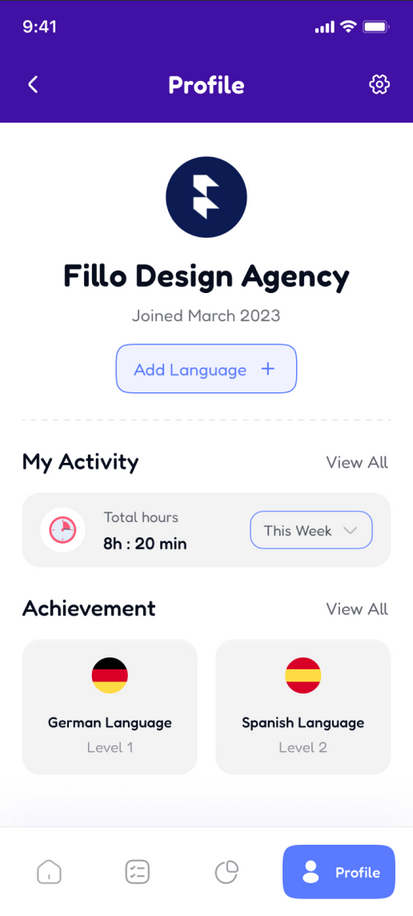 9:41
Profile
Fillo Design Agency
Joined March 2023
Add Language +
My Activity
View All
Total hours
8h : 20 min
This Week
Achievement
View All
German Language
Level 1
Spanish Language
Level 2
Profile